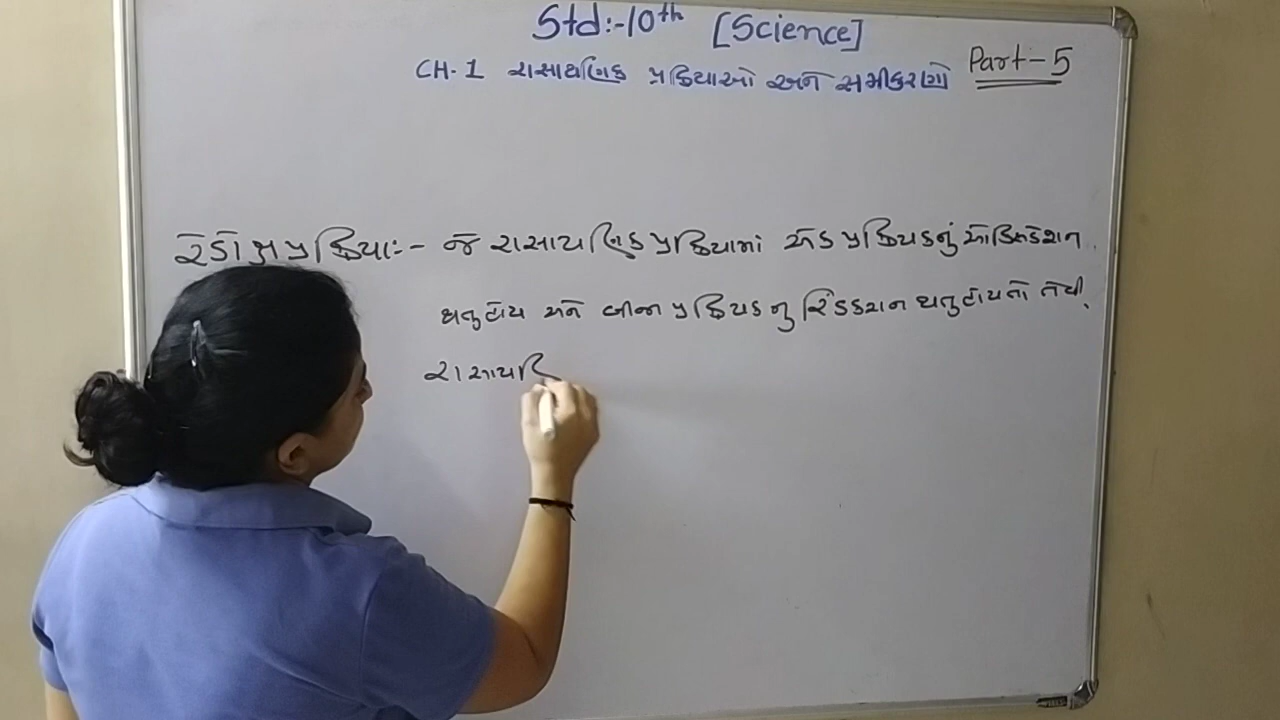 Std:-10th [Science]
CH-1 રાસાયણિક પ્રક્રિયાઓ અને સમીકરણો Part-5
રેડોક્ષ પ્રક્રિયા:- જે રાસાયણિક પ્રક્રિયામાં એક પ્રક્રિયકનું ઓક્સિડેશન
થતુ હોય અને બીજા પ્રક્રિયક નુ રિડક્શન થતુ હોય તો તેવી
રાસાયણિ